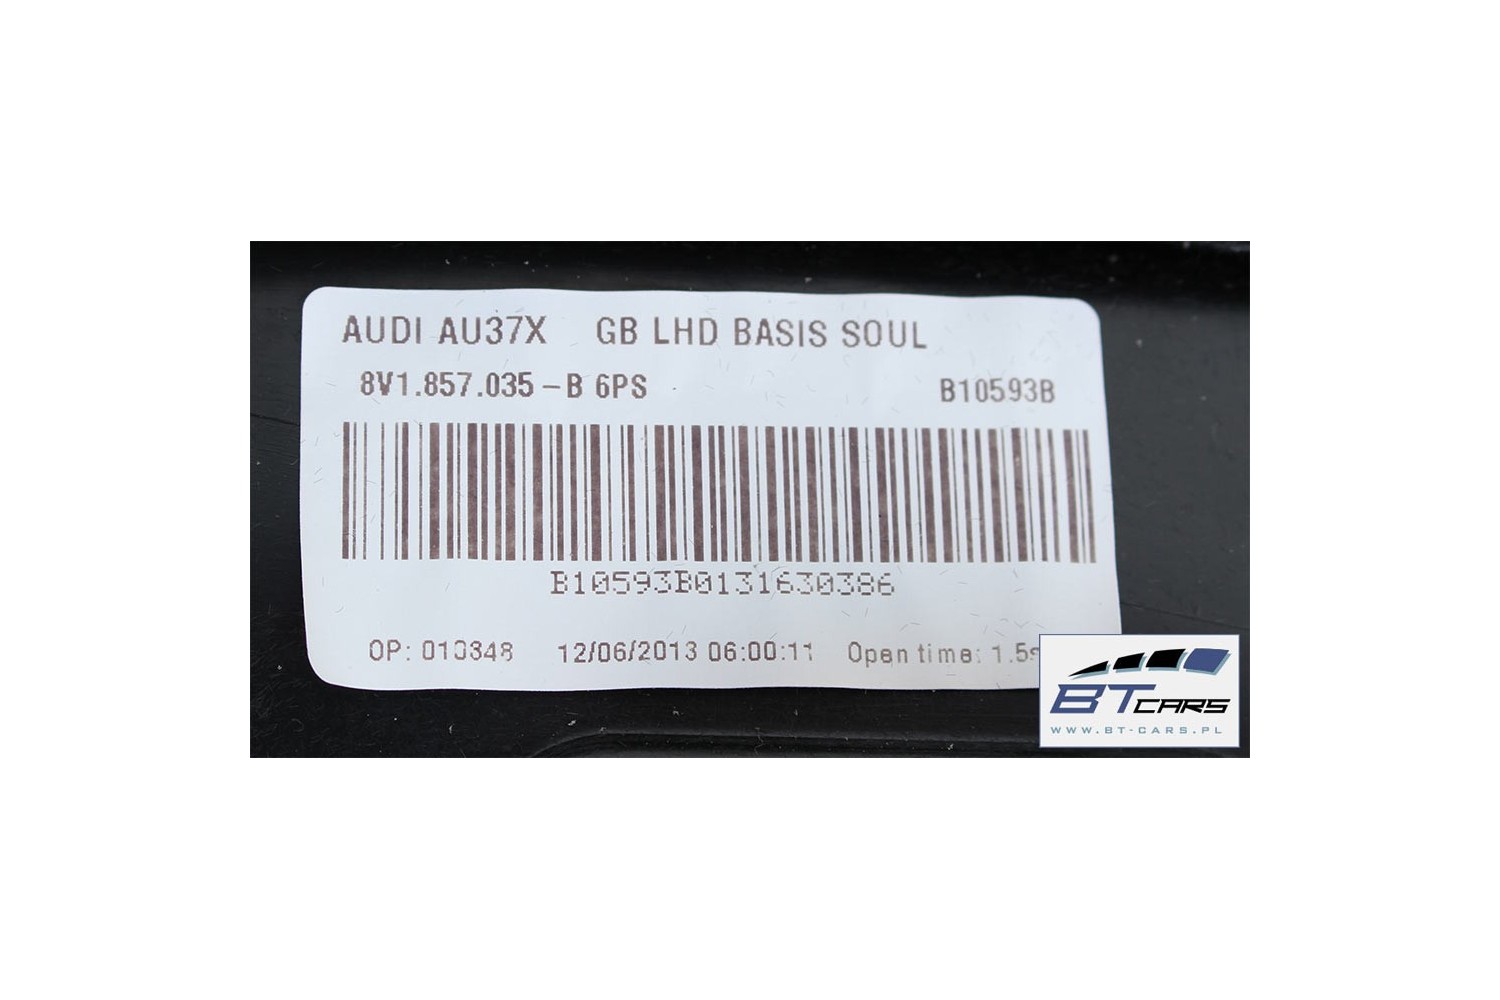 AUDI AU37X GB LHD BASIS SOUL
8V1.857.035-B 6PS B10593B
B10593B0131630386
OP: 010348 12/06/2013 06:00:11 Open time: 1.5s
BT CARS
WWW.BT-CARS.PL